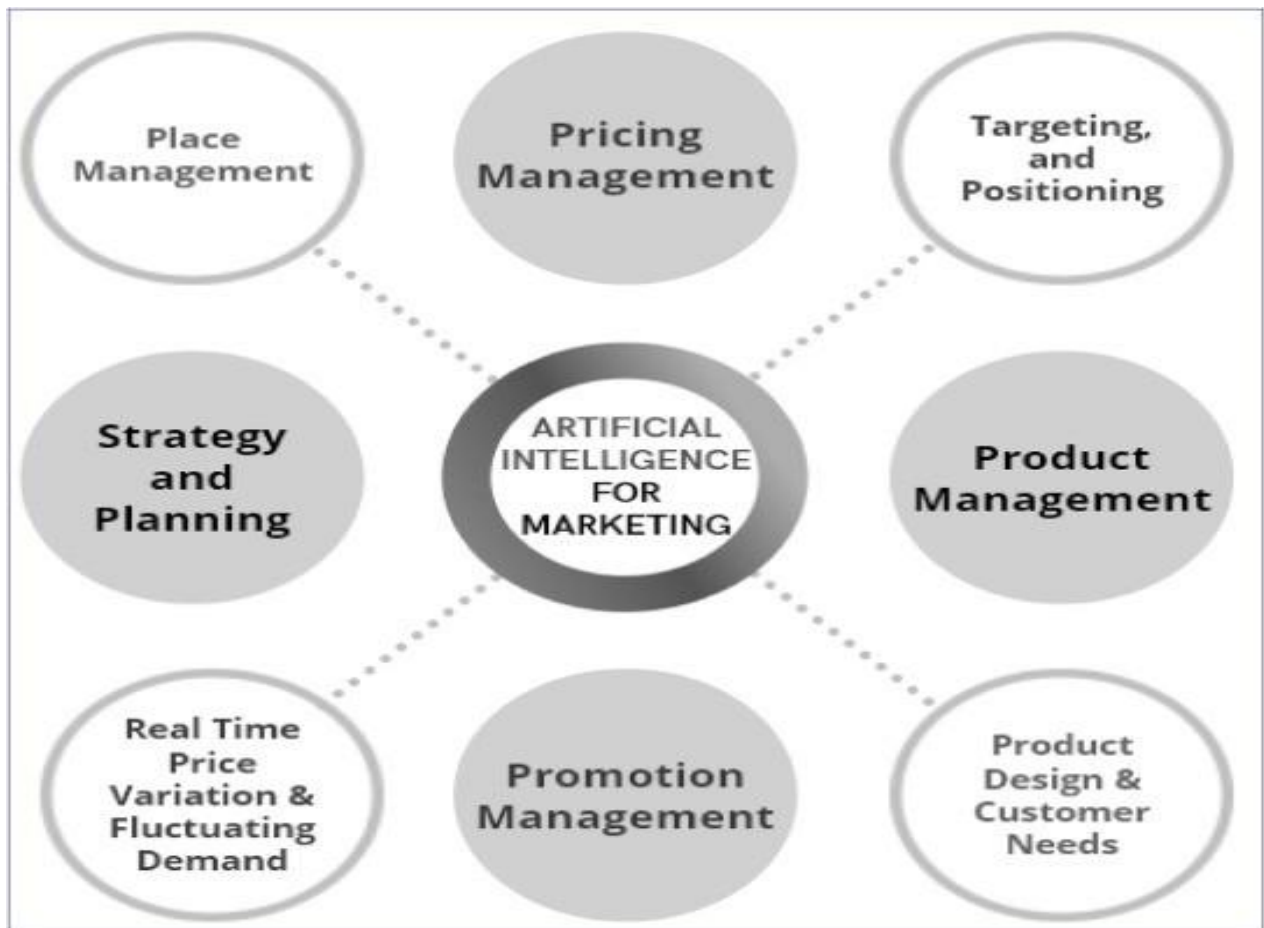 Place
Management
Pricing
Management
Targeting,
and
Positioning
Strategy
and
Planning
ARTIFICIAL
INTELLIGENCE
FOR
MARKETING
Product
Management
Real Time
Price
Variation &
Fluctuating
Demand
Promotion
Management
Product
Design &
Customer
Needs